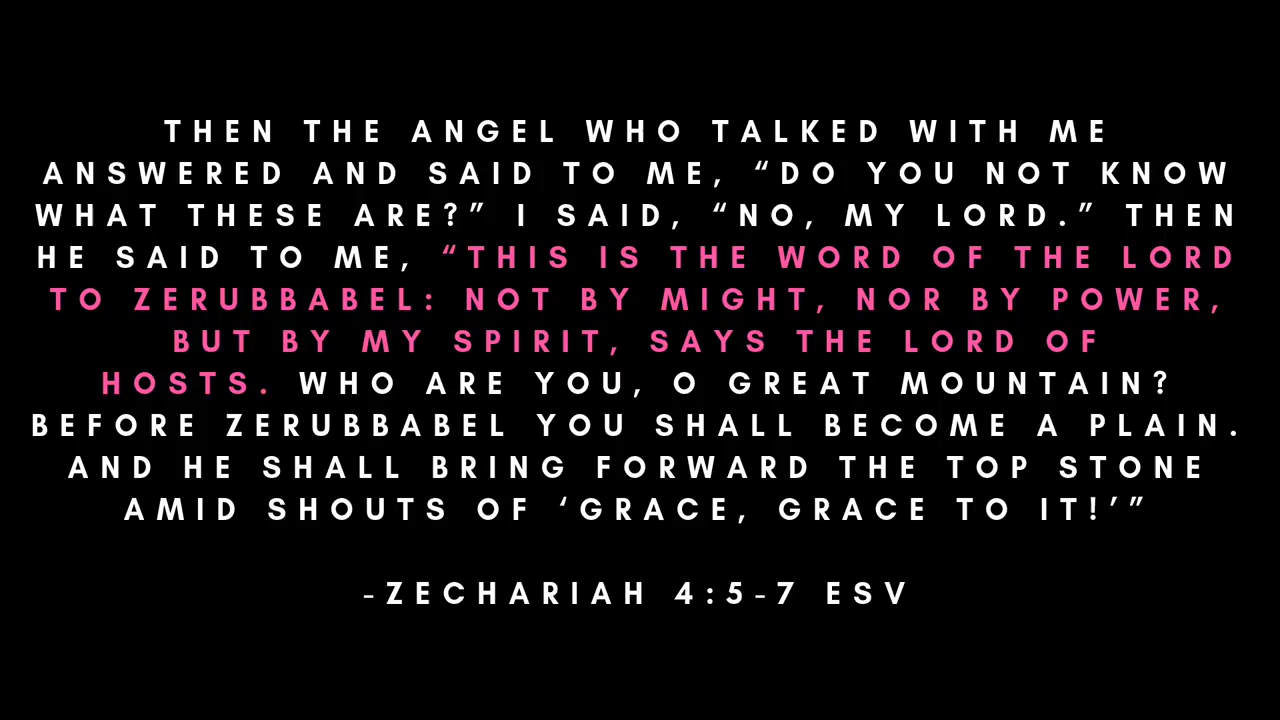 THEN THE ANGEL WHO TALKED WITH ME
ANSWERED AND SAID TO ME, “DO YOU NOT KNOW
WHAT THESE ARE?” I SAID, “NO, MY LORD.” THEN
HE SAID TO ME, “THIS IS THE WORD OF THE LORD
TO ZERUBBABEL: NOT BY MIGHT, NOR BY POWER,
BUT BY MY SPIRIT, SAYS THE LORD OF
HOSTS. WHO ARE YOU, O GREAT MOUNTAIN?
BEFORE ZERUBBABEL YOU SHALL BECOME A PLAIN.
AND HE SHALL BRING FORWARD THE TOP STONE
AMID SHOUTS OF ‘GRACE, GRACE TO IT!’”
-ZECHARIAH 4:5-7 ESV